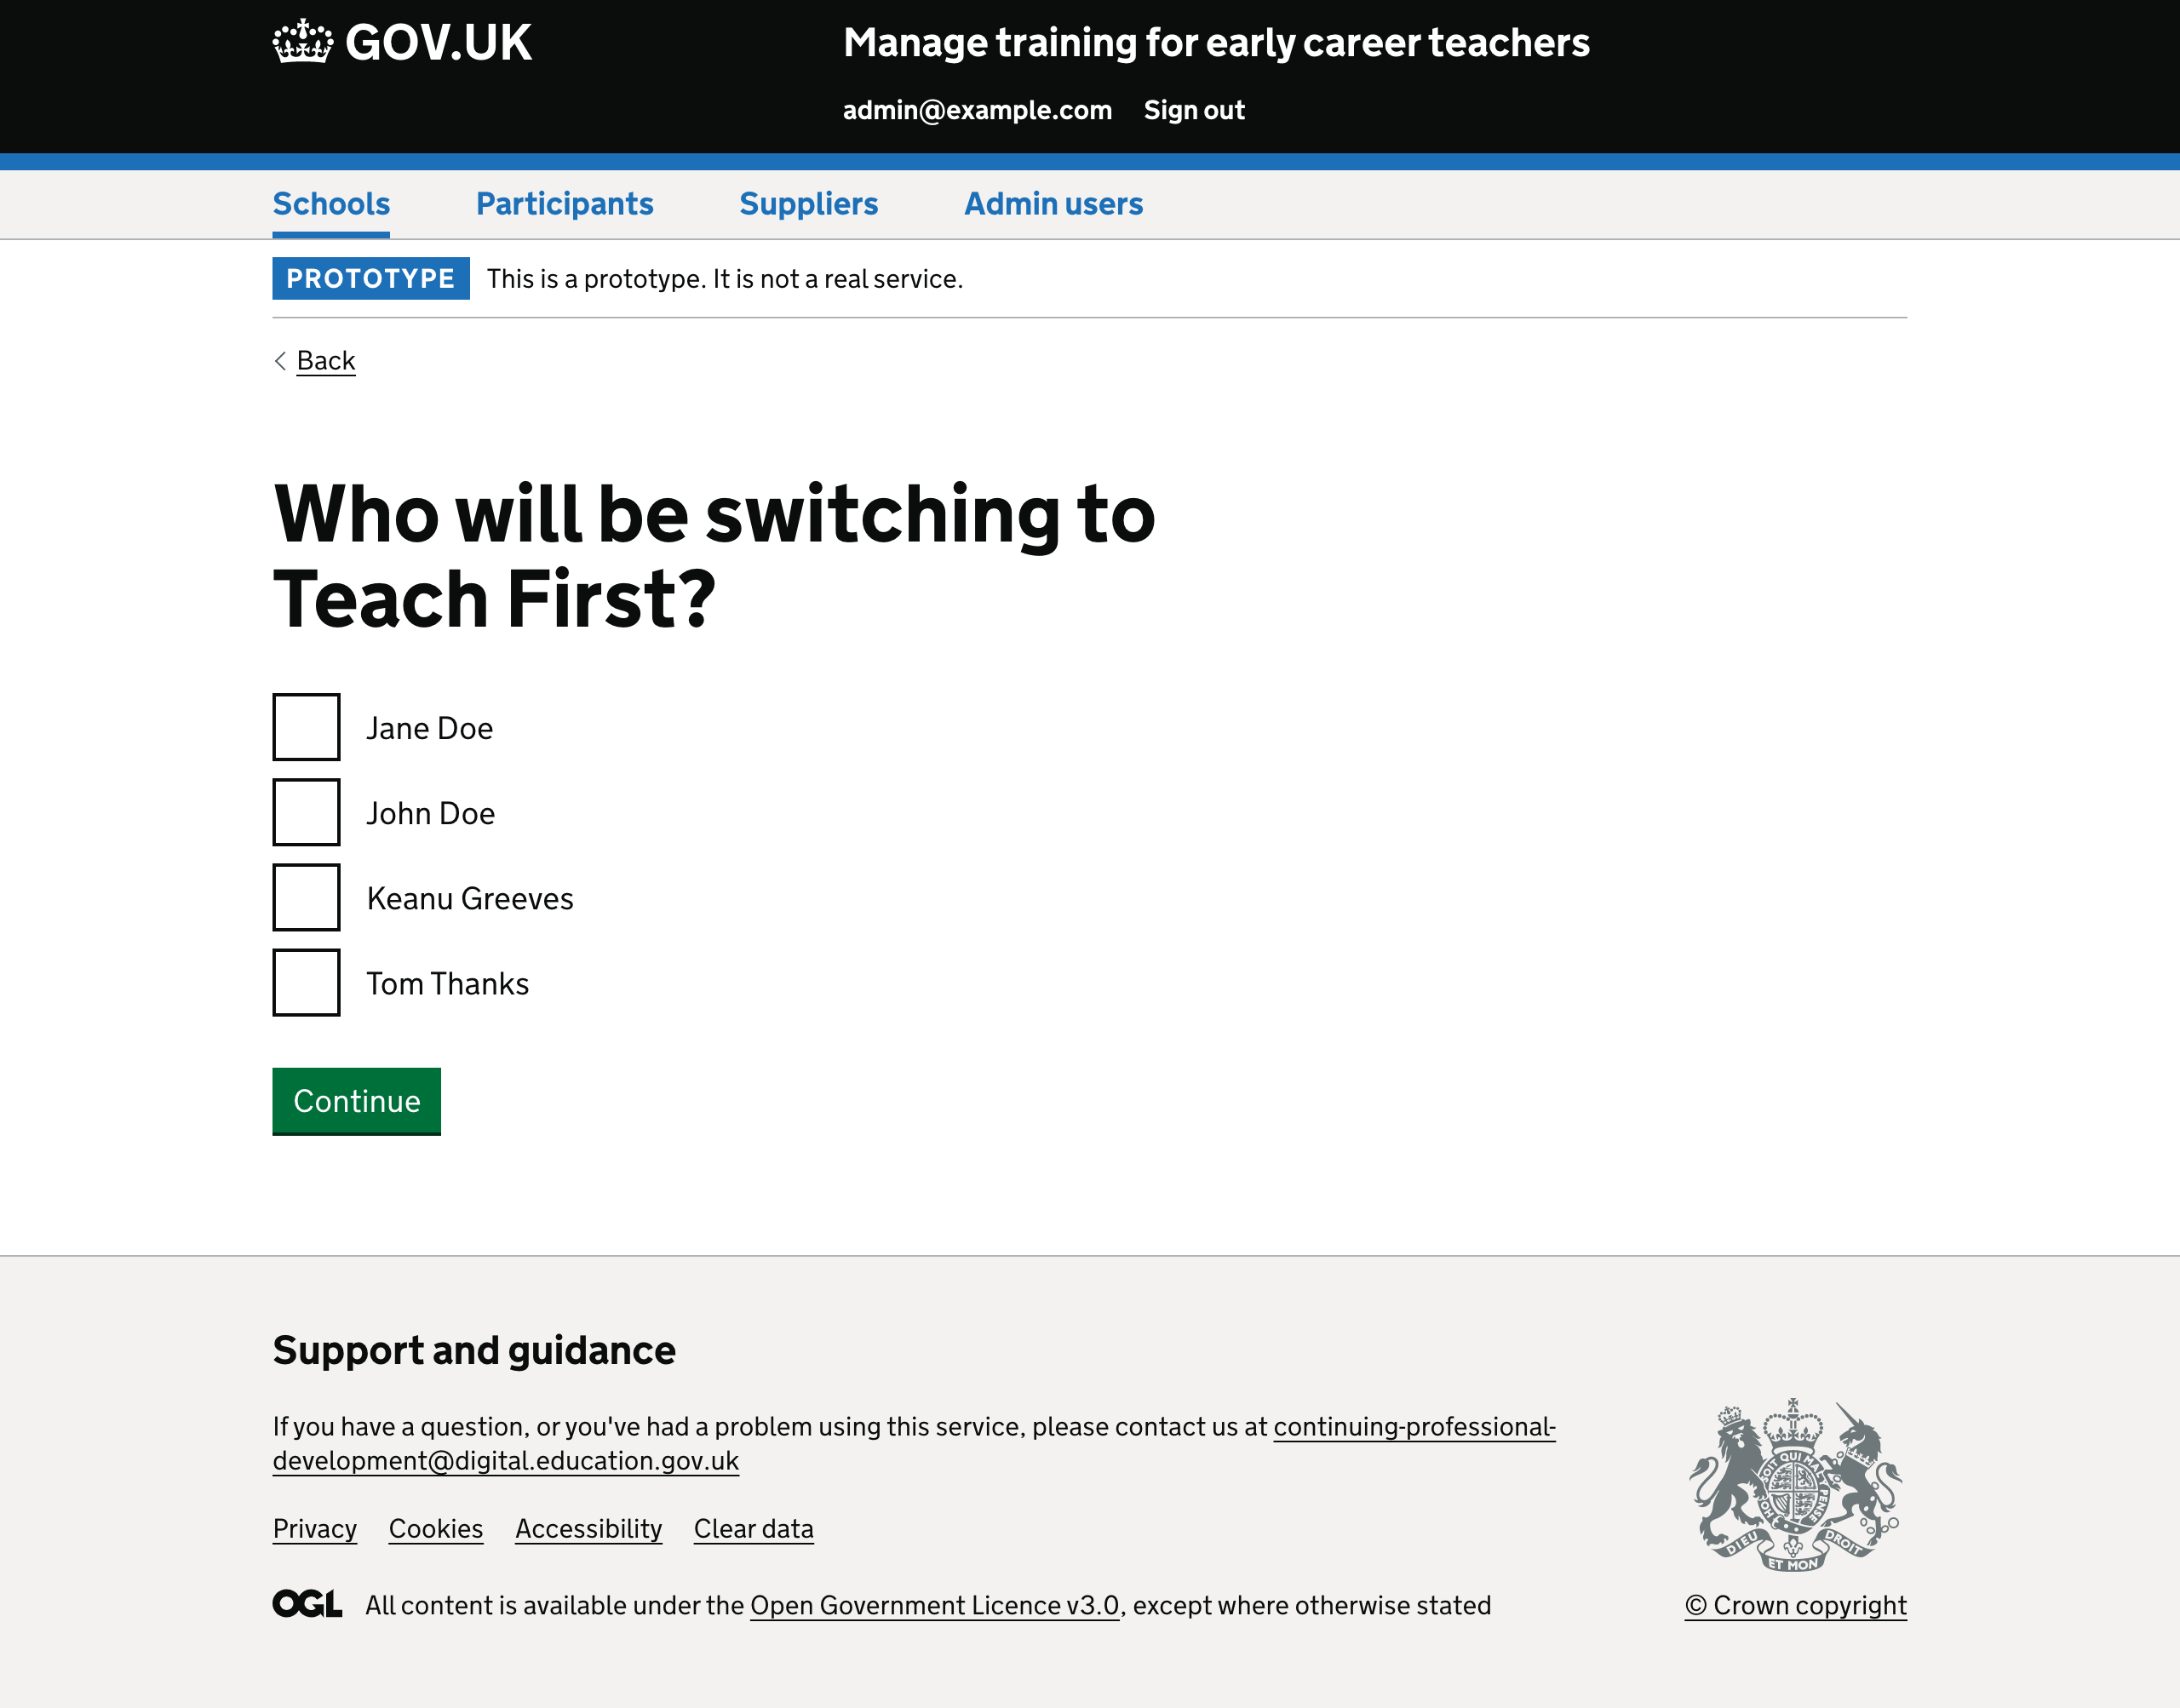 GOV.UK
Manage training for early career teachers
admin@example.com Sign out
Schools Participants Suppliers Admin users
PROTOTYPE This is a prototype. It is not a real service.
Back
Who will be switching to
Teach First?
Jane Doe
John Doe
Keanu Greeves
Tom Thanks
Continue
Support and guidance
If you have a question, or you've had a problem using this service, please contact us at continuing-professional-
development@digital.education.gov.uk
Privacy Cookies Accessibility Clear data
OGL All content is available under the Open Government Licence v3.0, except where otherwise stated
SOIT QUI MAL Y PENSE
DIEU ET MON DROIT
© Crown copyright